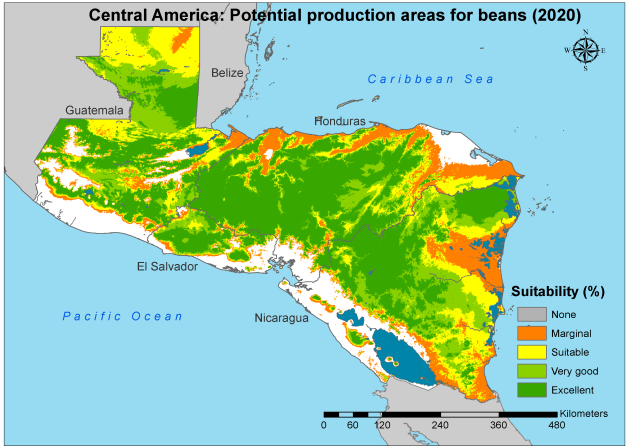 Central America: Potential production areas for beans (2020)
N
W E
S
Belize
Caribbean Sea
Guatemala
Honduras
El Salvador
Suitability (%)
None
Pacific Ocean
Nicaragua
Marginal
Suitable
Very good
Excellent
Kilometers
0 60 120 240 360 480